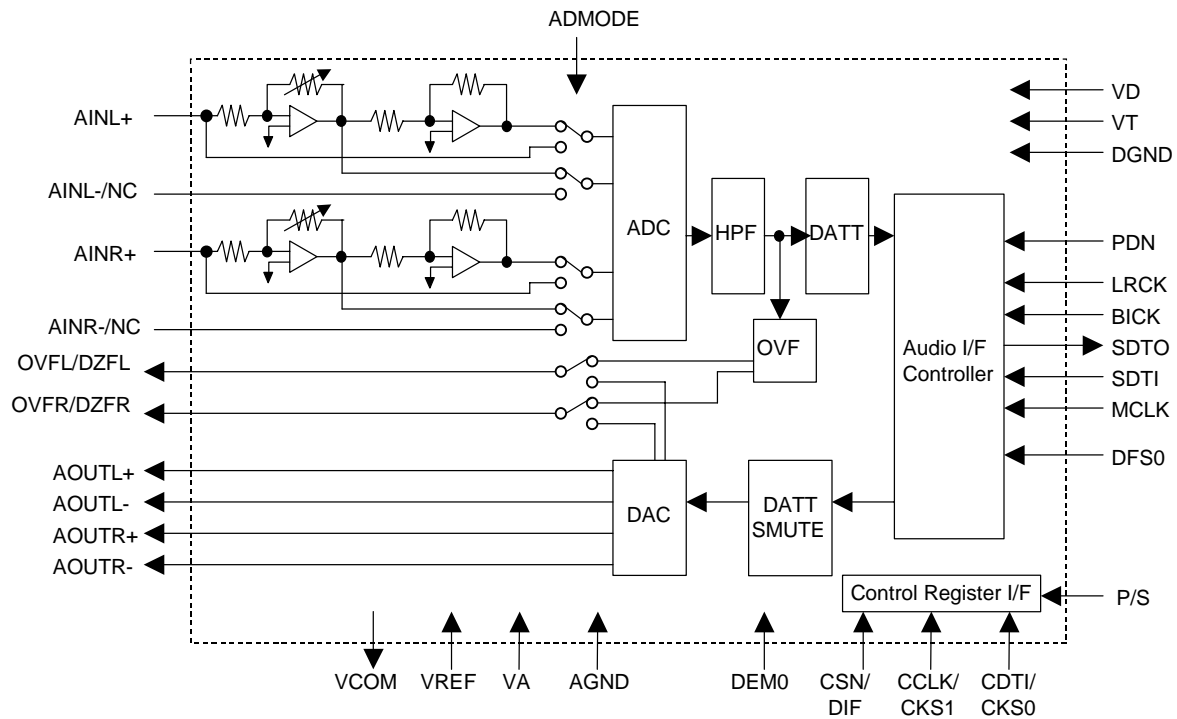 ADMODE
AINL+
AINL-/NC
AINR+
AINR-/NC
OVFL/DZFL
OVFR/DZFR
AOUTL+
AOUTL-
AOUTR+
AOUTR-
ADC
HPF
DATT
OVF
DAC
DATT
SMUTE
Audio I/F
Controller
Control Register I/F
VD
VT
DGND
PDN
LRCK
BICK
SDTO
SDTI
MCLK
DFS0
P/S
VCOM
VREF
VA
AGND
DEM0
CSN/
DIF
CCLK/
CKS1
CDTI/
CKS0